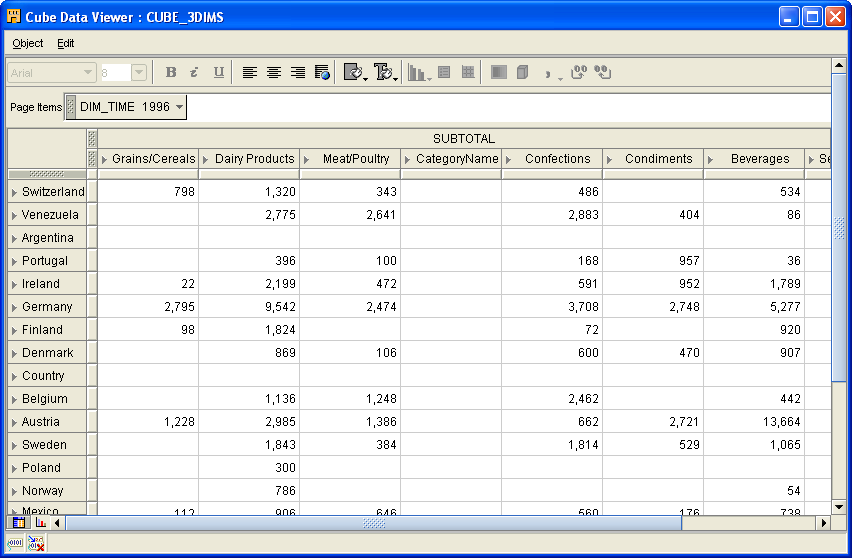 Cube Data Viewer : CUBE_3DIMS
Object Edit
Arial 8 B i U
Page Items DIM_TIME 1996
SUBTOTAL
Grains/Cereals Dairy Products Meat/Poultry CategoryName Confections Condiments Beverages Se
Switzerland 798 1,320 343 486 534
Venezuela 2,775 2,641 2,883 404 86
Argentina
Portugal 396 100 168 957 36
Ireland 22 2,199 472 591 952 1,789
Germany 2,795 9,542 2,474 3,708 2,748 5,277
Finland 98 1,824 72 920
Denmark 869 106 600 470 907
Country
Belgium 1,136 1,248 2,462 442
Austria 1,228 2,985 1,386 662 2,721 13,664
Sweden 1,843 384 1,814 529 1,065
Poland 300
Norway 786 54
Mexico 112 906 646 560 176 738